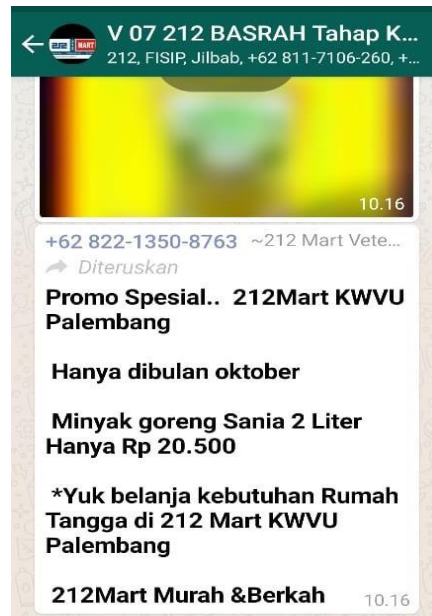 V 07 212 BASRAH Tahap K...
212, FISIP, Jilbab, +62 811-7106-260, +...
212 MART
10.16
+62 822-1350-8763 ~212 Mart Vete...
Diteruskan
Promo Spesial.. 212Mart KWVU
Palembang
Hanya dibulan oktober
Minyak goreng Sania 2 Liter
Hanya Rp 20.500
*Yuk belanja kebutuhan Rumah
Tangga di 212 Mart KWVU
Palembang
212Mart Murah &Berkah
10.16